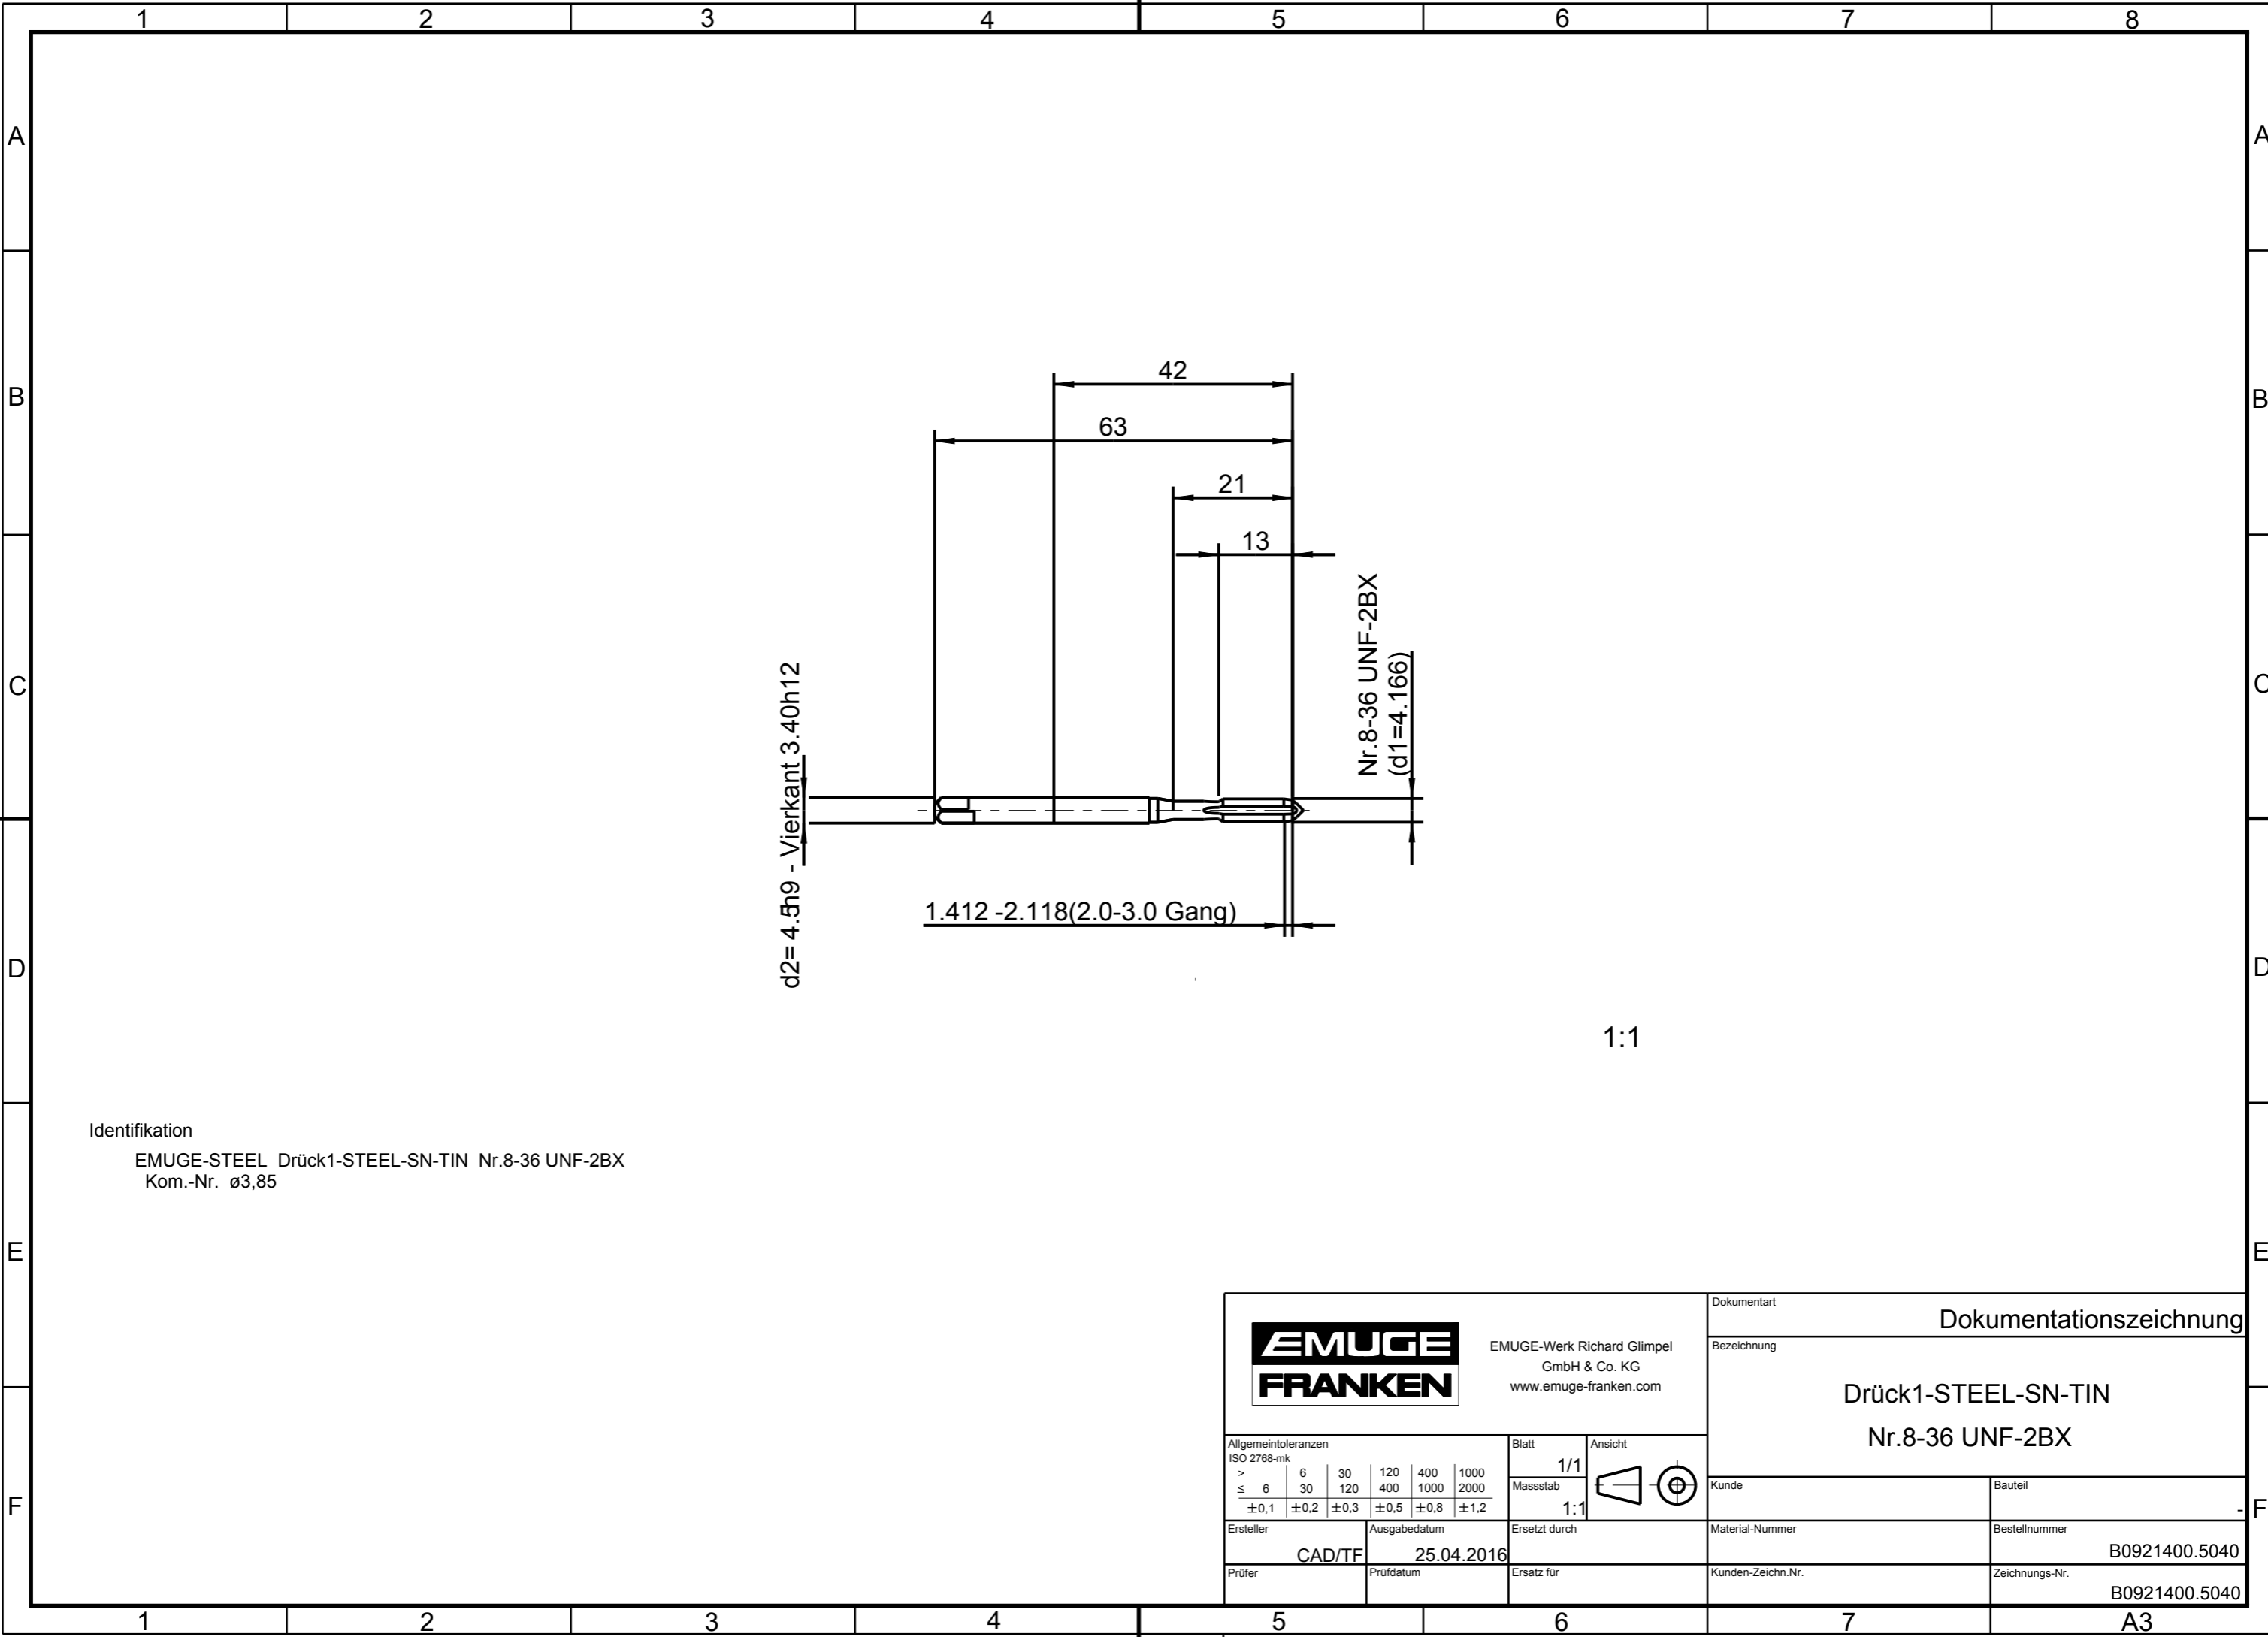 1 2 3 4 5 6 7 8
A A
42
B B
63
21
13
Nr.8-36 UNF-2BX
(d1=4.166)
C C
d2= 4.5h9 - Vierkant 3.40h12
1.412 -2.118(2.0-3.0 Gang)
D D
1:1
Identifikation
EMUGE-STEEL Drück1-STEEL-SN-TIN Nr.8-36 UNF-2BX
Kom.-Nr. ø3,85
E E
EMUGE
FRANKEN
EMUGE-Werk Richard Glimpel
GmbH & Co. KG
www.emuge-franken.com
Dokumentart
Dokumentationszeichnung
Bezeichnung
Drück1-STEEL-SN-TIN
Nr.8-36 UNF-2BX
Allgemeintoleranzen
ISO 2768-mk
> 6 30 120 400 1000
≤ 6 30 120 400 1000 2000
±0,1 ±0,2 ±0,3 ±0,5 ±0,8 ±1,2
Blatt
1/1
Ansicht
Massstab
1:1
Kunde
Bauteil
-
F F
Ersteller
CAD/TF
Ausgabedatum
25.04.2016
Ersetzt durch
Material-Nummer
Bestellnummer
B0921400.5040
Prüfer
Prüfdatum
Ersatz für
Kunden-Zeichn.Nr.
Zeichnungs-Nr.
B0921400.5040
1 2 3 4 5 6 7 A3